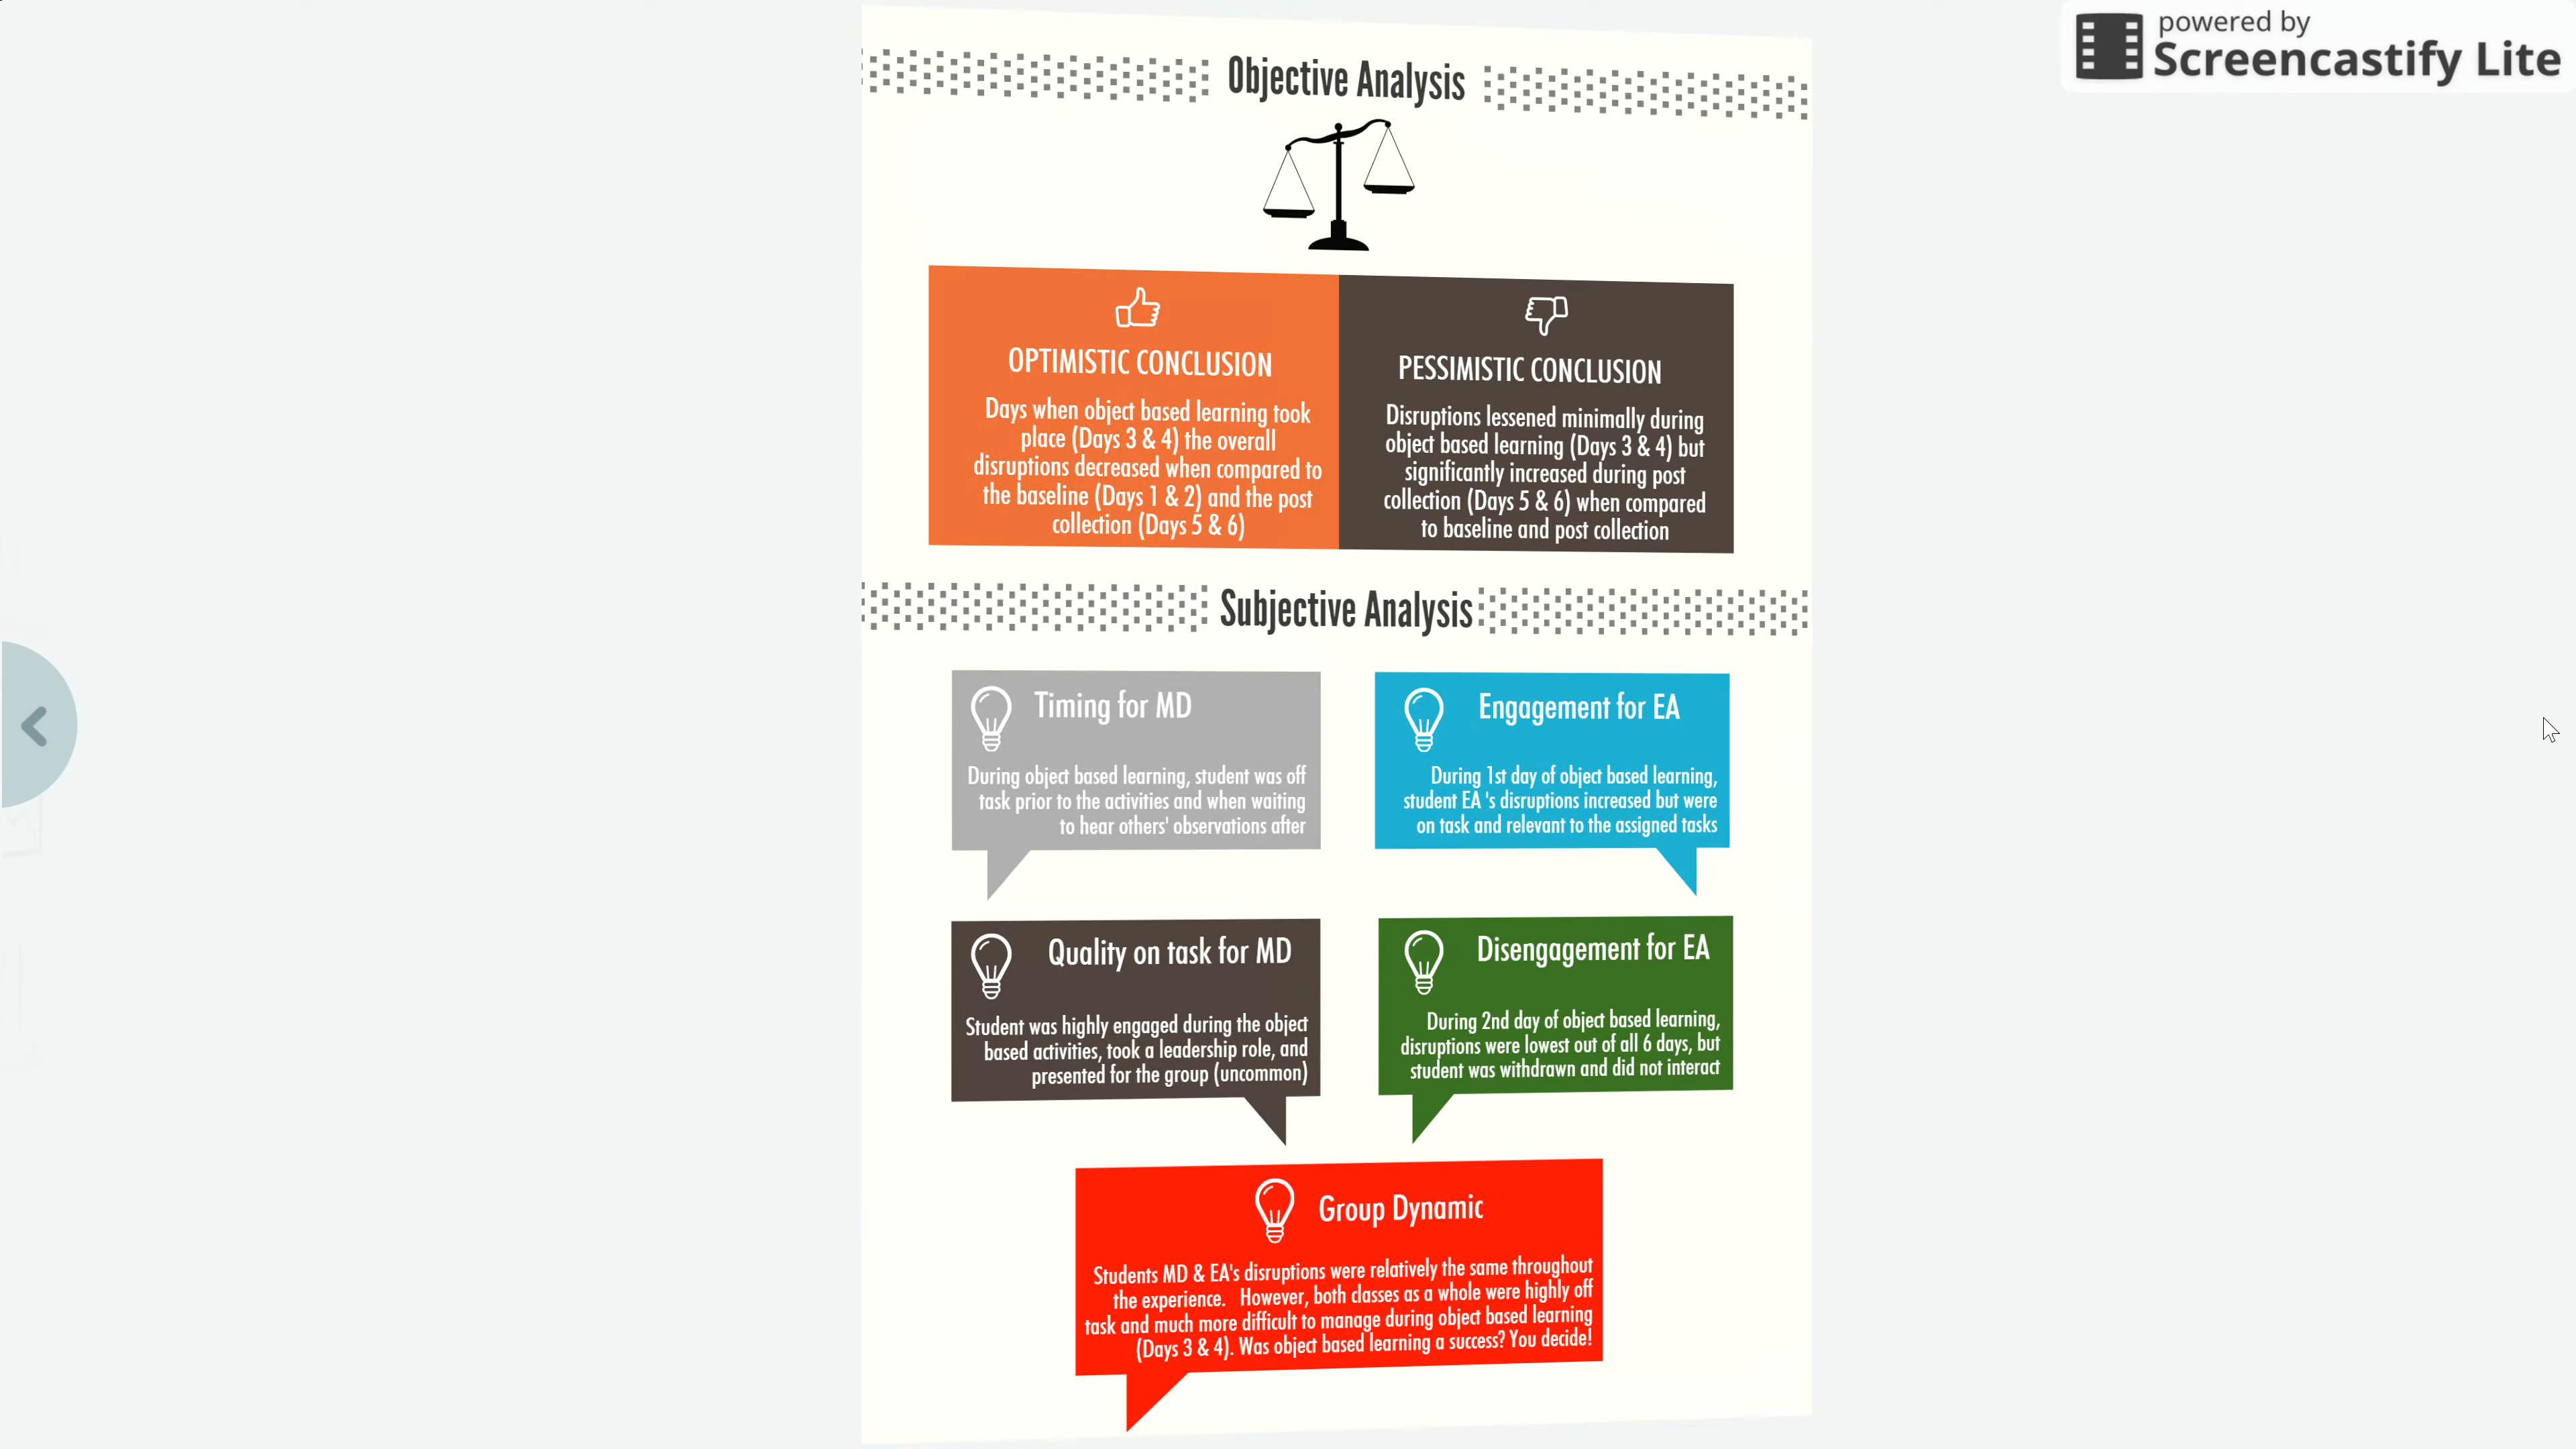 powered by
Screencastify Lite
Objective Analysis
OPTIMISTIC CONCLUSION
Days when object based learning took
place (Days 3 & 4) the overall
disruptions decreased when compared to
the baseline (Days 1 & 2) and the post
collection (Days 5 & 6)
PESSIMISTIC CONCLUSION
Disruptions lessened minimally during
object based learning (Days 3 & 4) but
significantly increased during post
collection (Days 5 & 6) when compared
to baseline and post collection
Subjective Analysis
Timing for MD
During object based learning, student was off
task prior to the activities and when waiting
to hear others' observations after
Engagement for EA
During 1st day of object based learning,
student EA 's disruptions increased but were
on task and relevant to the assigned tasks
Quality on task for MD
Student was highly engaged during the object
based activities, took a leadership role, and
presented for the group (uncommon)
Disengagement for EA
During 2nd day of object based learning,
disruptions were lowest out of all 6 days, but
student was withdrawn and did not interact
Group Dynamic
Students MD & EA's disruptions were relatively the same throughout
the experience. However, both classes as a whole were highly off
task and much more difficult to manage during object based learning
(Days 3 & 4). Was object based learning a success? You decide!